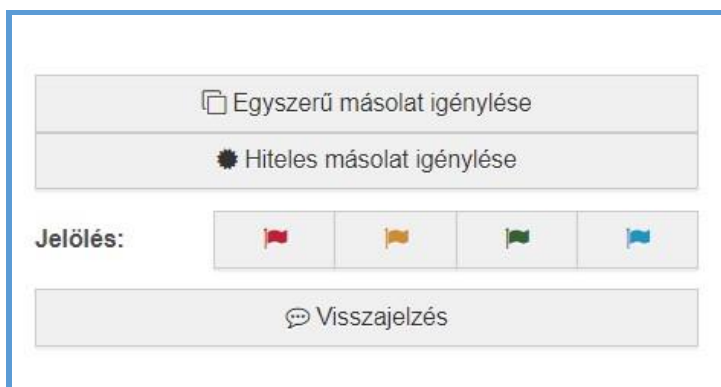 Egyszerű másolat igénylése
Hiteles másolat igénylése
Jelölés:
Visszajelzés